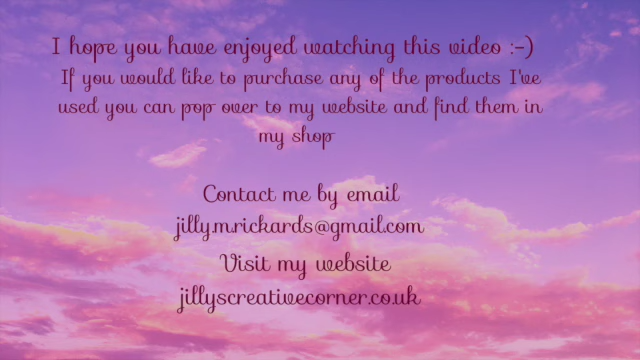 I hope you have enjoyed watching this video :-)
If you would like to purchase any of the products I've
used you can pop over to my website and find them in
my shop
Contact me by email
jilly.m.rickards@gmail.com
Visit my website
jillyscreativecorner.co.uk